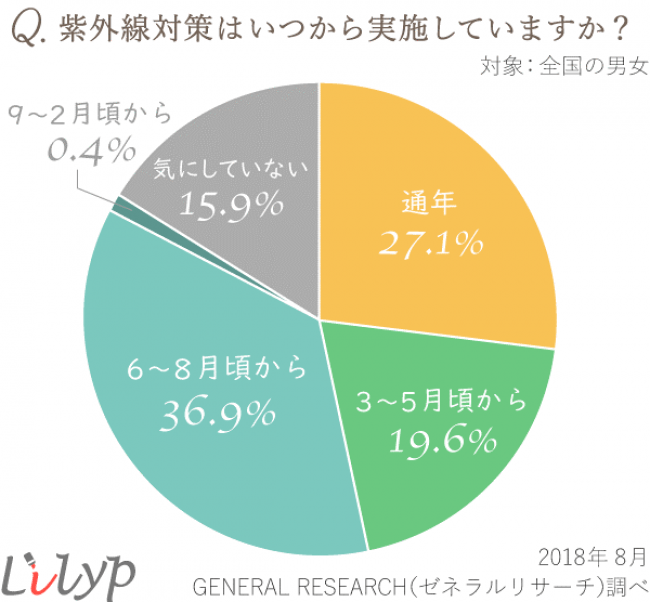 Q. 紫外線対策はいつから実施していますか？
対象：全国の男女
9～2月頃から
0.4%
気にしていない
15.9%
通年
27.1%
6～8月頃から
36.9%
3～5月頃から
19.6%
Lilyp
2018年 8月
GENERAL RESEARCH(ゼネラルリサーチ)調べ